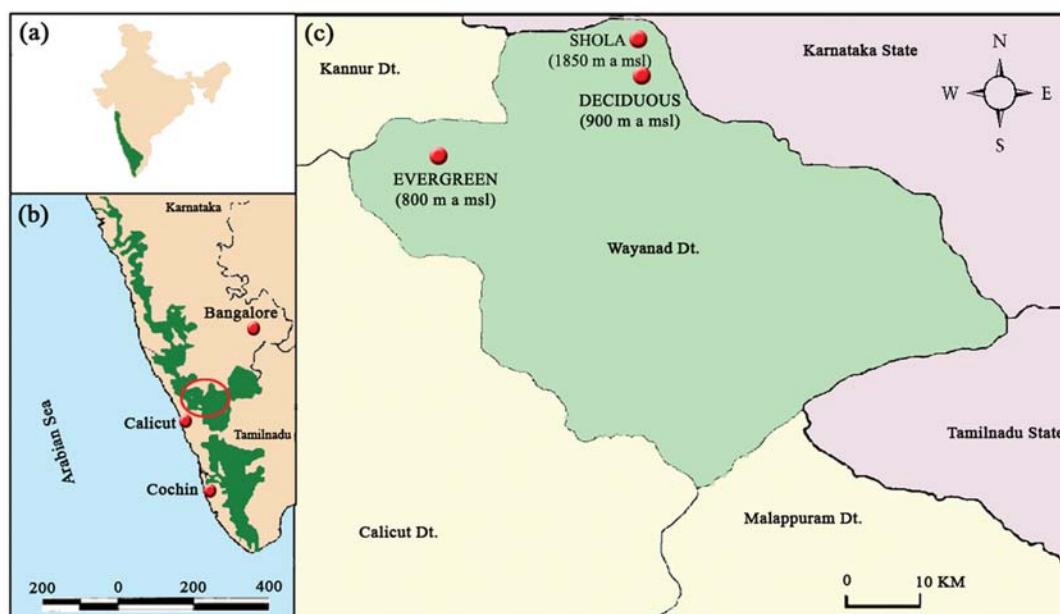 (a)
(b)
Karnataka
Bangalore
Calicut
Tamilnadu
Cochin
Arabian Sea
200 0 200 400
(c)
Kannur Dt.
SHOLA
(1850 m a msl)
DECIDUOUS
(900 m a msl)
Karnataka State
N
W E
S
EVERGREEN
(800 m a msl)
Wayanad Dt.
Tamilnadu State
Calicut Dt.
Malappuram Dt.
0 10 KM